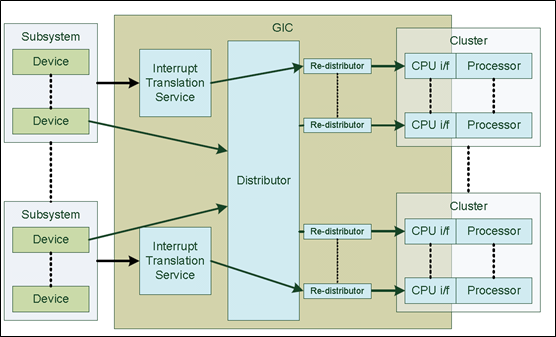 GIC
Subsystem
Device
Device
Interrupt
Translation
Service
Distributor
Re-distributor
Re-distributor
Cluster
CPU i/f
Processor
CPU i/f
Processor
Subsystem
Device
Device
Interrupt
Translation
Service
Re-distributor
Re-distributor
Cluster
CPU i/f
Processor
CPU i/f
Processor